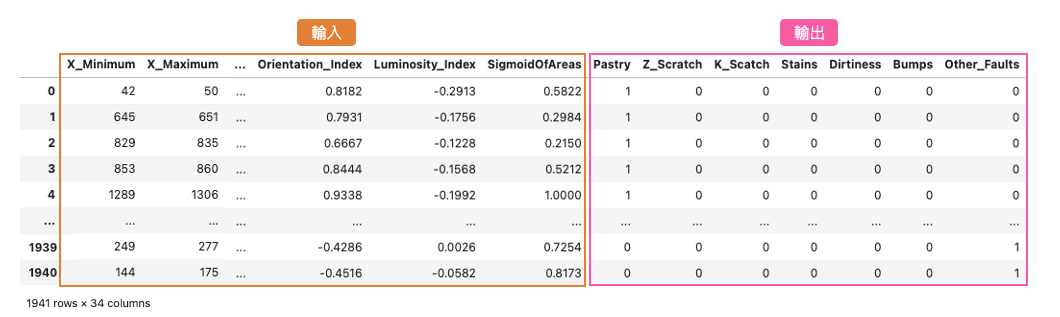 輸入 輸出
X_Minimum X_Maximum ... Orientation_Index Luminosity_Index SigmoidOfAreas Pastry Z_Scratch K_Scatch Stains Dirtiness Bumps Other_Faults
0 42 50 ... 0.8182 -0.2913 0.5822 1 0 0 0 0 0 0
1 645 651 ... 0.7931 -0.1756 0.2984 1 0 0 0 0 0 0
2 829 835 ... 0.6667 -0.1228 0.2150 1 0 0 0 0 0 0
3 853 860 ... 0.8444 -0.1568 0.5212 1 0 0 0 0 0 0
4 1289 1306 ... 0.9338 -0.1992 1.0000 1 0 0 0 0 0 0
... ... ... ... ... ... ... ... ... ... ... ... ... ...
1939 249 277 ... -0.4286 0.0026 0.7254 0 0 0 0 0 0 1
1940 144 175 ... -0.4516 -0.0582 0.8173 0 0 0 0 0 0 1
1941 rows × 34 columns